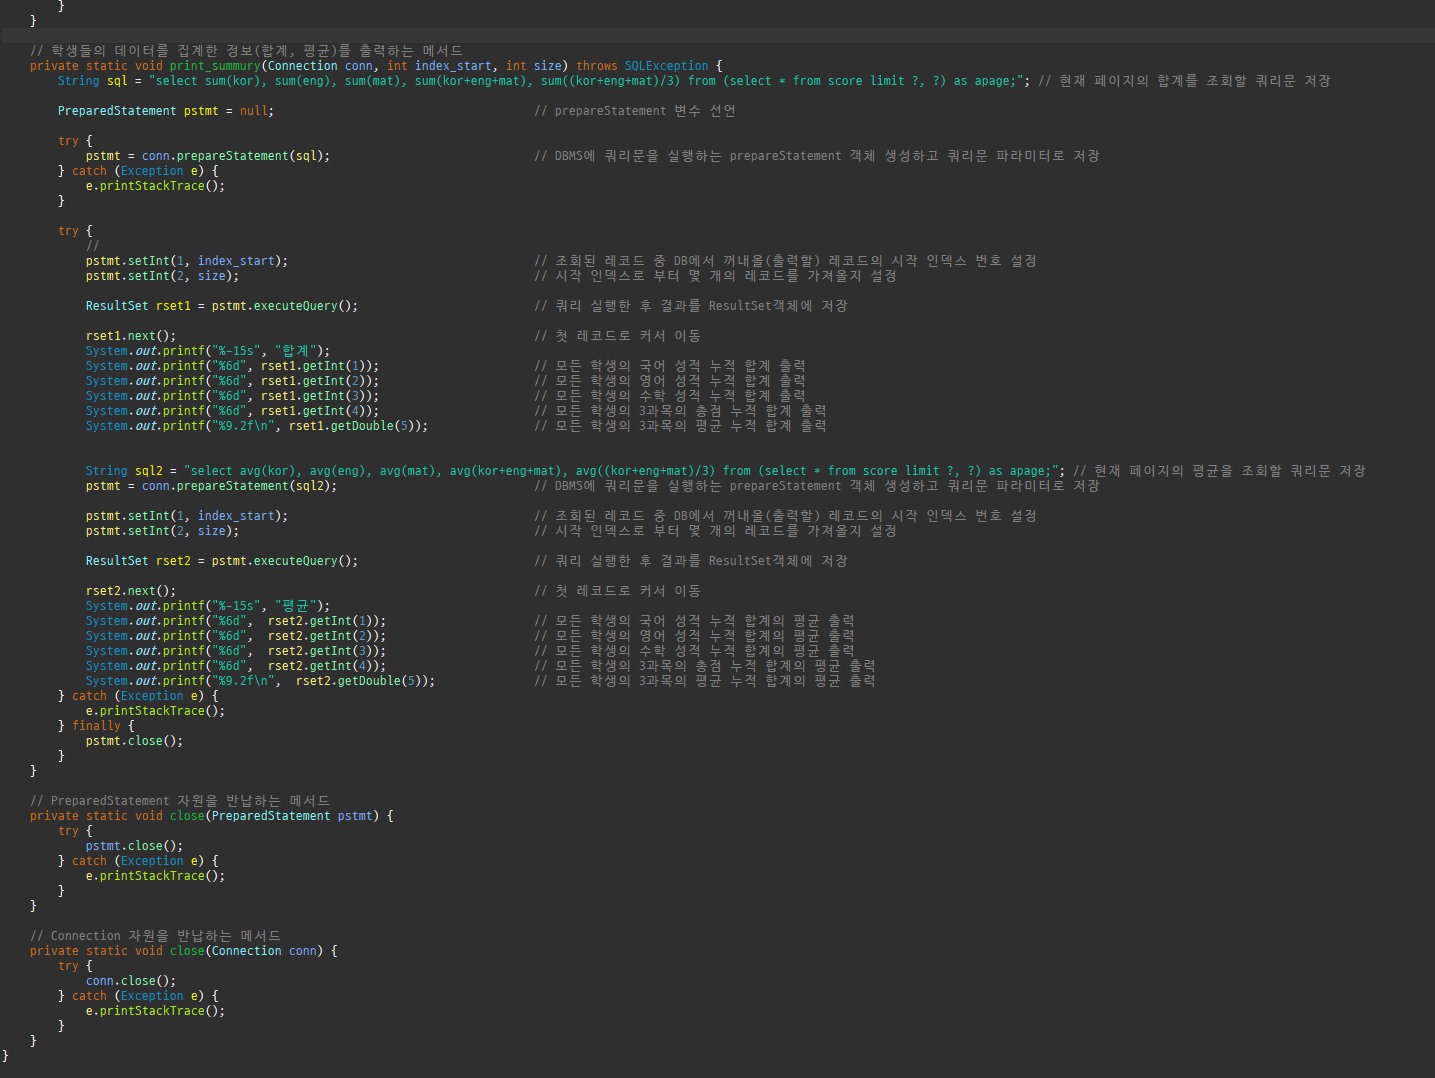 }
    }

    // 학생들의 데이터를 집계한 정보(합계, 평균)를 출력하는 메서드
    private static void print_summury(Connection conn, int index_start, int size) throws SQLException {
        String sql = "select sum(kor), sum(eng), sum(mat), sum(kor+eng+mat), sum((kor+eng+mat)/3) from (select * from score limit ?, ?) as apage;"; // 현재 페이지의 합계를 조회할 쿼리문 저장

        PreparedStatement pstmt = null;                                     // prepareStatement 변수 선언

        try {
            pstmt = conn.prepareStatement(sql);                             // DBMS에 쿼리문을 실행하는 prepareStatement 객체 생성하고 쿼리문 파라미터로 저장
        } catch (Exception e) {
            e.printStackTrace();
        }

        try {
            //
            pstmt.setInt(1, index_start);                                   // 조회된 레코드 중 DB에서 꺼내올(출력할) 레코드의 시작 인덱스 번호 설정
            pstmt.setInt(2, size);                                          // 시작 인덱스로 부터 몇 개의 레코드를 가져올지 설정

            ResultSet rset1 = pstmt.executeQuery();                         // 쿼리 실행한 후 결과를 ResultSet객체에 저장

            rset1.next();                                                   // 첫 레코드로 커서 이동
            System.out.printf("%-15s", "합계");
            System.out.printf("%6d", rset1.getInt(1));                      // 모든 학생의 국어 성적 누적 합계 출력
            System.out.printf("%6d", rset1.getInt(2));                      // 모든 학생의 영어 성적 누적 합계 출력
            System.out.printf("%6d", rset1.getInt(3));                      // 모든 학생의 수학 성적 누적 합계 출력
            System.out.printf("%6d", rset1.getInt(4));                      // 모든 학생의 3과목의 총점 누적 합계 출력
            System.out.printf("%9.2f\n", rset1.getDouble(5));               // 모든 학생의 3과목의 평균 누적 합계 출력


            String sql2 = "select avg(kor), avg(eng), avg(mat), avg(kor+eng+mat), avg((kor+eng+mat)/3) from (select * from score limit ?, ?) as apage;"; // 현재 페이지의 평균을 조회할 쿼리문 저장
            pstmt = conn.prepareStatement(sql2);                            // DBMS에 쿼리문을 실행하는 prepareStatement 객체 생성하고 쿼리문 파라미터로 저장

            pstmt.setInt(1, index_start);                                   // 조회된 레코드 중 DB에서 꺼내올(출력할) 레코드의 시작 인덱스 번호 설정
            pstmt.setInt(2, size);                                          // 시작 인덱스로 부터 몇 개의 레코드를 가져올지 설정

            ResultSet rset2 = pstmt.executeQuery();                         // 쿼리 실행한 후 결과를 ResultSet객체에 저장

            rset2.next();                                                   // 첫 레코드로 커서 이동
            System.out.printf("%-15s", "평균");
            System.out.printf("%6d",  rset2.getInt(1));                     // 모든 학생의 국어 성적 누적 합계의 평균 출력
            System.out.printf("%6d",  rset2.getInt(2));                     // 모든 학생의 영어 성적 누적 합계의 평균 출력
            System.out.printf("%6d",  rset2.getInt(3));                     // 모든 학생의 수학 성적 누적 합계의 평균 출력
            System.out.printf("%6d",  rset2.getInt(4));                     // 모든 학생의 3과목의 총점 누적 합계의 평균 출력
            System.out.printf("%9.2f\n",  rset2.getDouble(5));              // 모든 학생의 3과목의 평균 누적 합계의 평균 출력
        } catch (Exception e) {
            e.printStackTrace();
        } finally {
            pstmt.close();
        }
    }

    // PreparedStatement 자원을 반납하는 메서드
    private static void close(PreparedStatement pstmt) {
        try {
            pstmt.close();
        } catch (Exception e) {
            e.printStackTrace();
        }
    }

    // Connection 자원을 반납하는 메서드
    private static void close(Connection conn) {
        try {
            conn.close();
        } catch (Exception e) {
            e.printStackTrace();
        }
    }
}